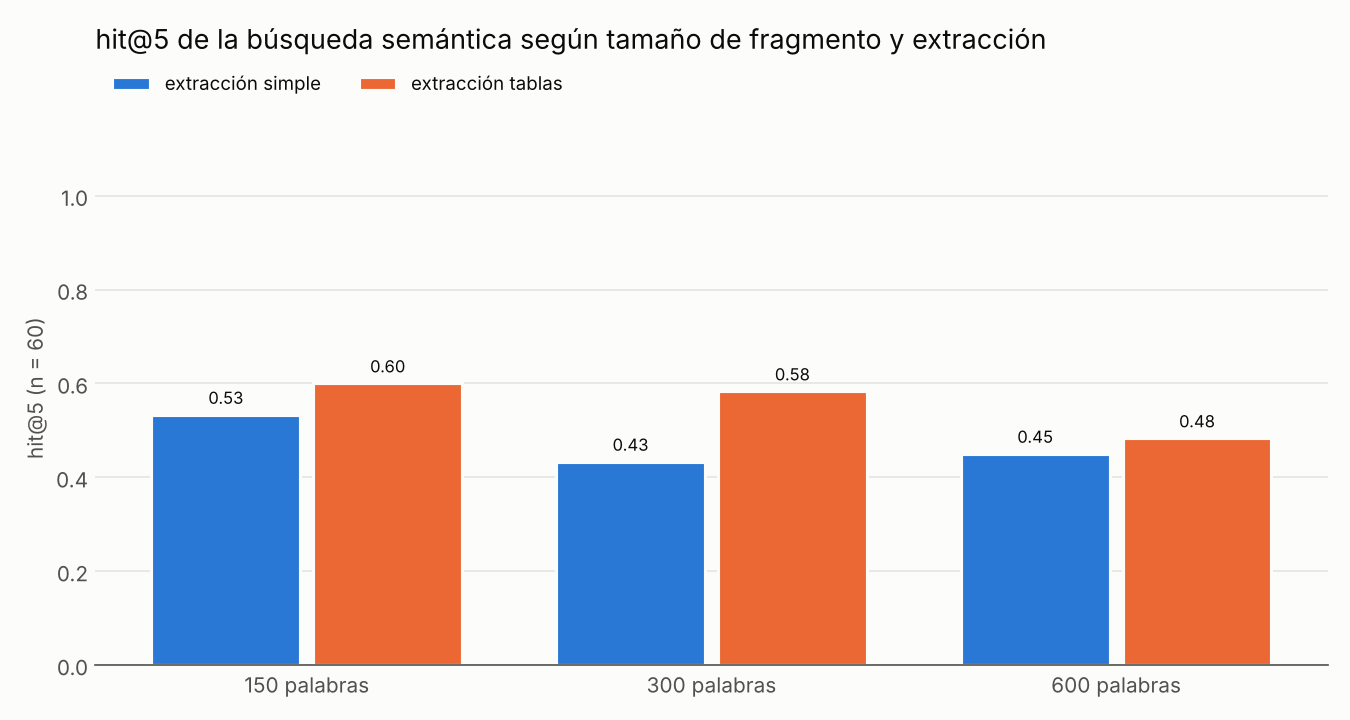 hit@5 de la búsqueda semántica según tamaño de fragmento y extracción
extracción simple
extracción tablas
hit@5 (n = 60)
1.0
0.8
0.6
0.4
0.2
0.0
0.53
0.60
0.43
0.58
0.45
0.48
150 palabras
300 palabras
600 palabras